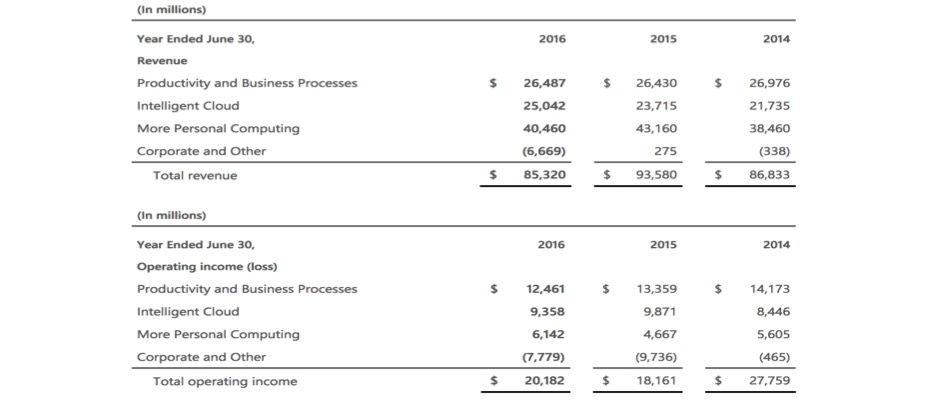 (In millions)
Year Ended June 30, 2016 2015 2014
Revenue
Productivity and Business Processes $ 26,487 $ 26,430 $ 26,976
Intelligent Cloud 25,042 23,715 21,735
More Personal Computing 40,460 43,160 38,460
Corporate and Other (6,669) 275 (338)
Total revenue $ 85,320 $ 93,580 $ 86,833
(In millions)
Year Ended June 30, 2016 2015 2014
Operating income (loss)
Productivity and Business Processes $ 12,461 $ 13,359 $ 14,173
Intelligent Cloud 9,358 9,871 8,446
More Personal Computing 6,142 4,667 5,605
Corporate and Other (7,779) (9,736) (465)
Total operating income $ 20,182 $ 18,161 $ 27,759